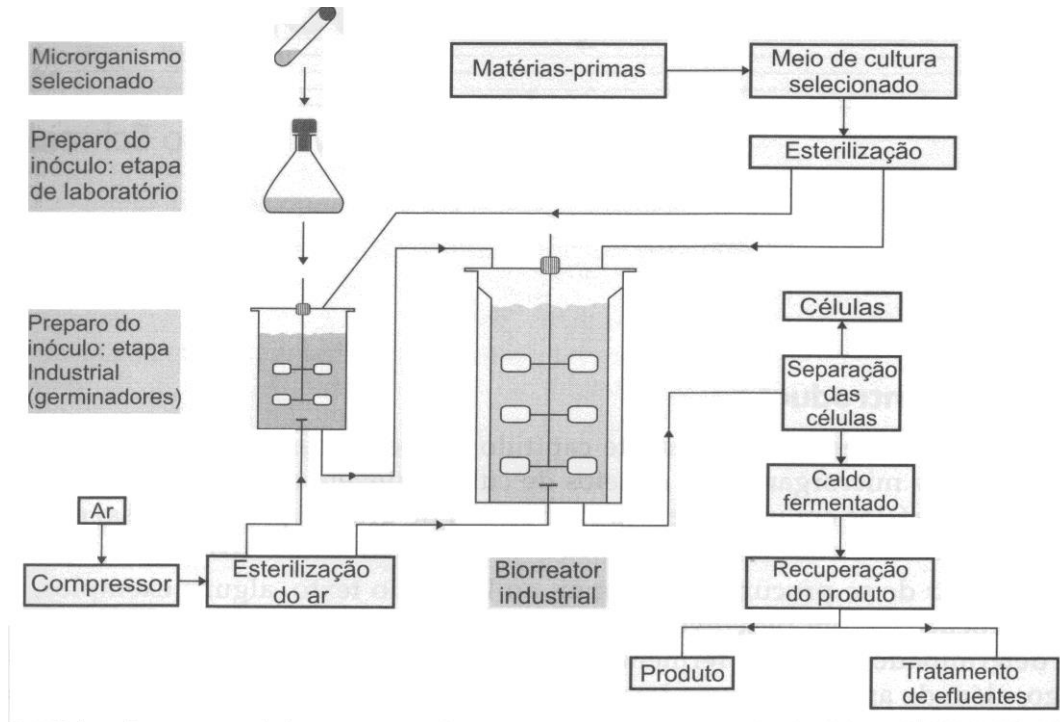 Microrganismo
selecionado
Preparo do
inóculo: etapa
de laboratório
Preparo do
inóculo: etapa
Industrial
(germinadores)
Matérias-primas
Meio de cultura
selecionado
Esterilização
Células
Separação
das
células
Caldo
fermentado
Recuperação
do produto
Produto
Tratamento
de efluentes
Ar
Compressor
Esterilização
do ar
Biorreator
industrial